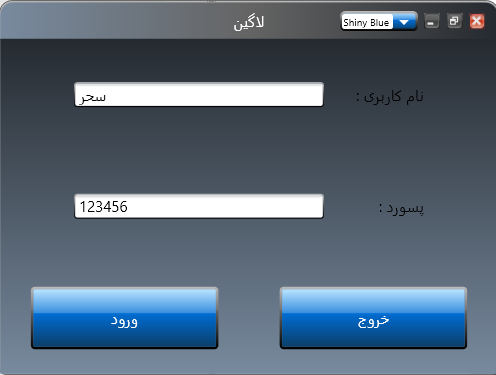 لاگین
Shiny Blue
نام کاربری :
سحر
پسورد :
123456
خروج
ورود